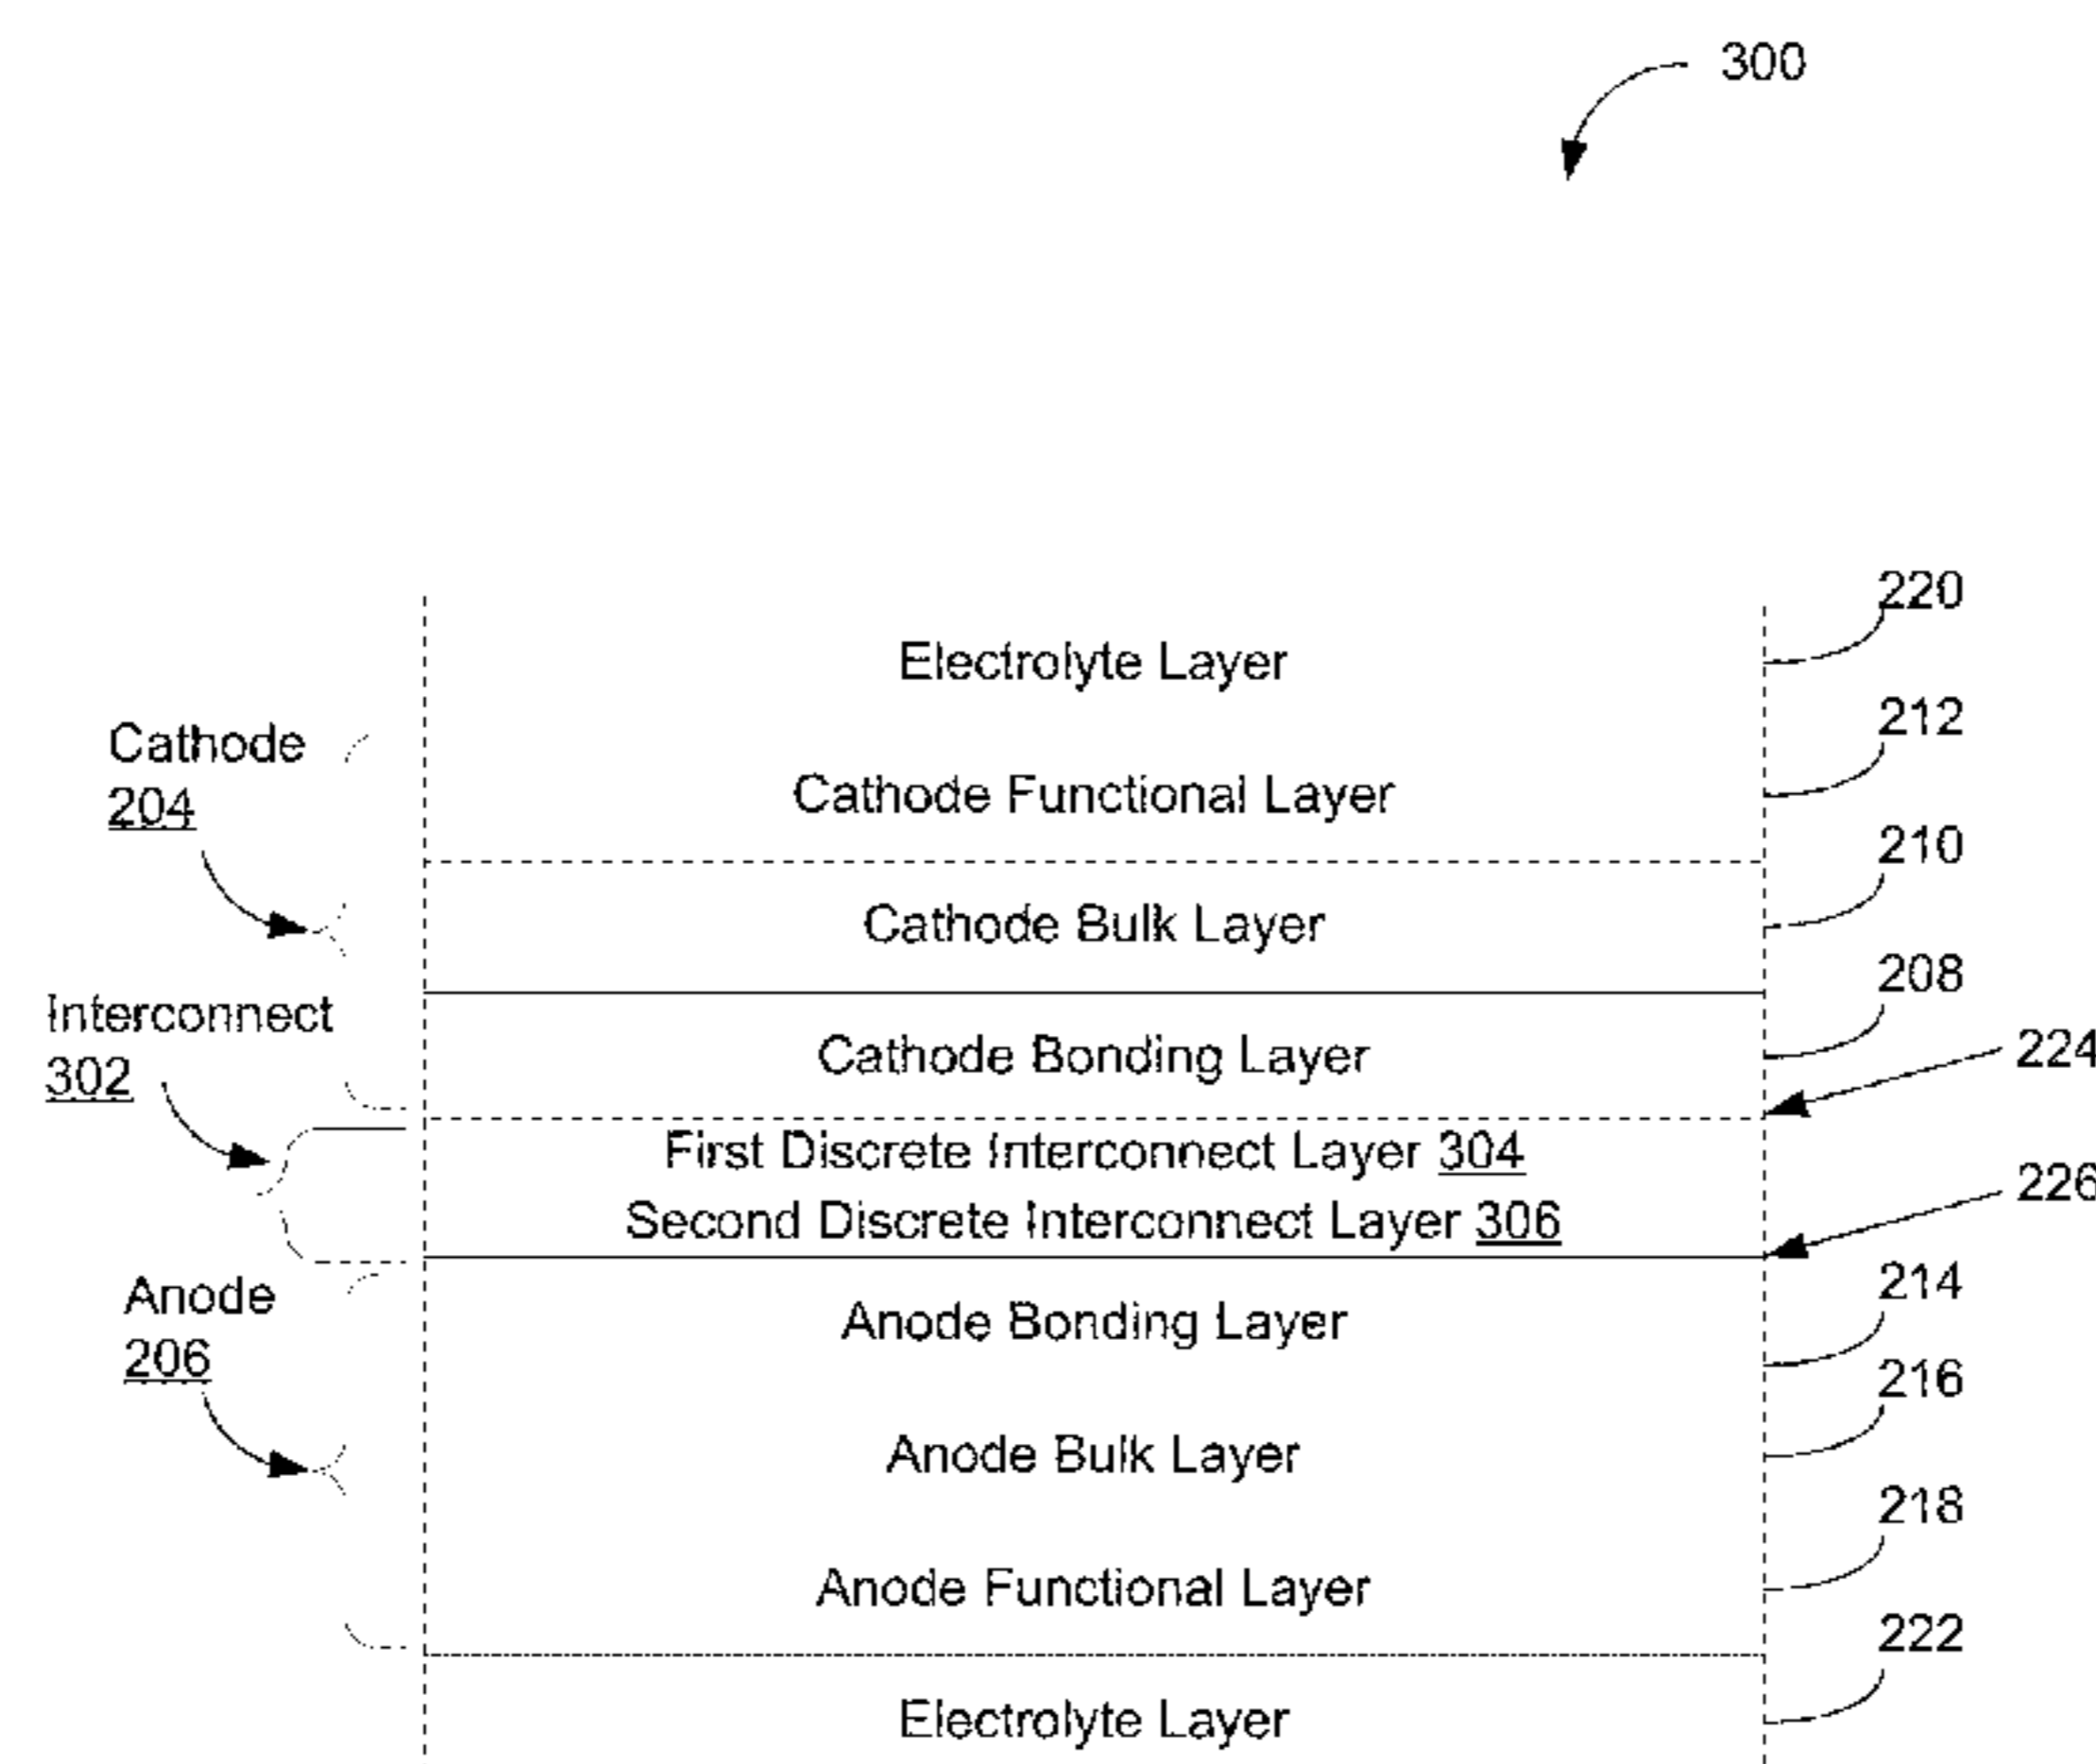 300
220
Electrolyte Layer
212
Cathode
204
Cathode Functional Layer
210
Cathode Bulk Layer
208
Interconnect
302
Cathode Bonding Layer
224
First Discrete Interconnect Layer 304
226
Second Discrete Interconnect Layer 306
214
Anode
206
Anode Bonding Layer
216
Anode Bulk Layer
218
Anode Functional Layer
222
Electrolyte Layer